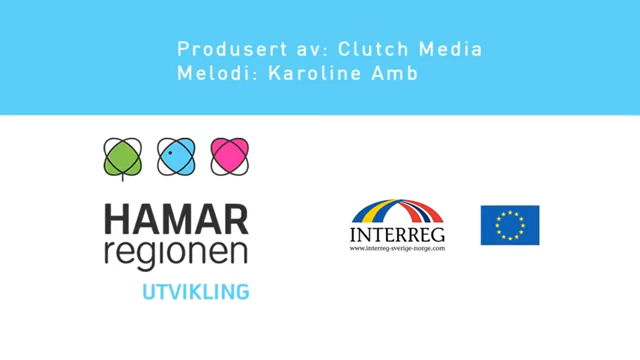 Produsert av: Clutch Media
Melodi: Karoline Amb
HAMAR
regionen
UTVIKLING
INTERREG
www.interreg-sverige-norge.com